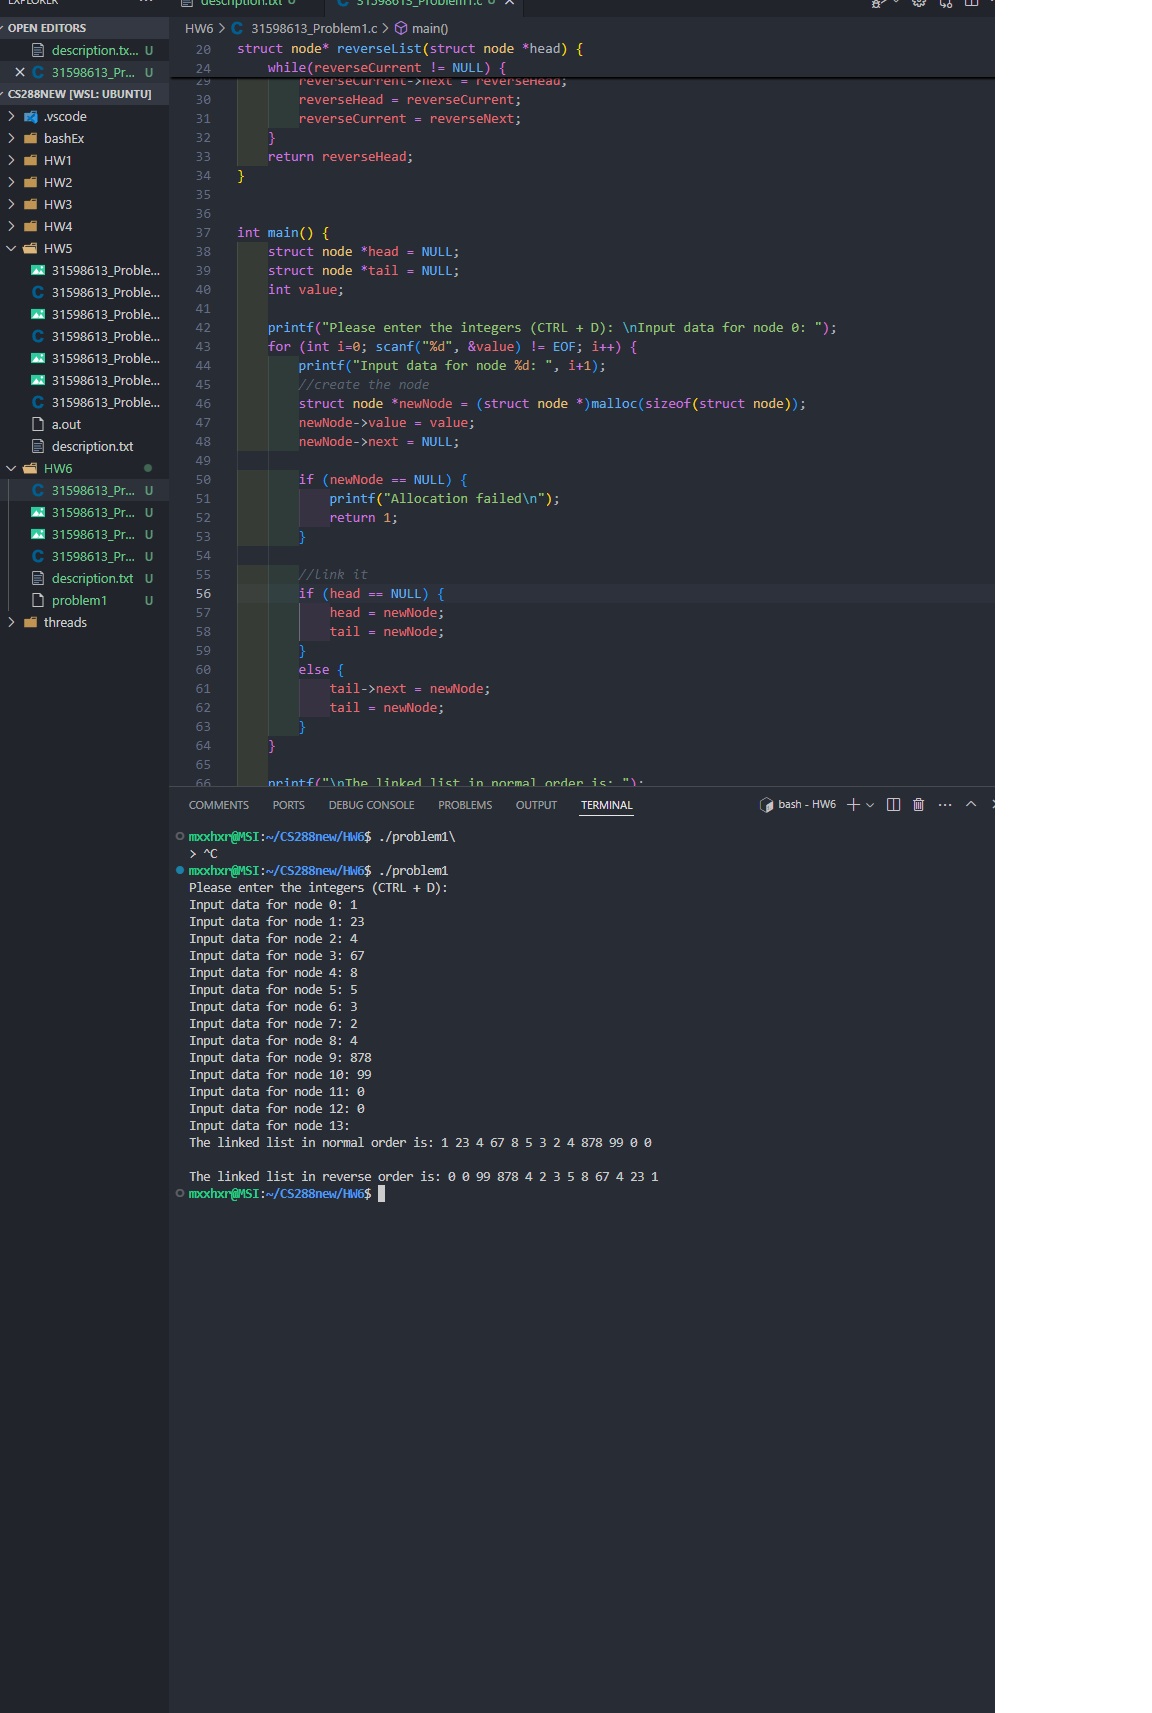 EXPLORER
description.txt U
31598613_Problem1.c U
OPEN EDITORS
description.tx... U
31598613_Pr... U
CS288NEW [WSL: UBUNTU]
.vscode
bashEx
HW1
HW2
HW3
HW4
HW5
31598613_Proble...
31598613_Proble...
31598613_Proble...
31598613_Proble...
31598613_Proble...
31598613_Proble...
31598613_Proble...
a.out
description.txt
HW6
31598613_Pr... U
31598613_Pr... U
31598613_Pr... U
31598613_Pr... U
description.txt U
problem1 U
threads
HW6 > C 31598613_Problem1.c > main()
20 struct node* reverseList(struct node *head) {
24 while(reverseCurrent != NULL) {
29 reverseCurrent->next = reverseHead;
30 reverseHead = reverseCurrent;
31 reverseCurrent = reverseNext;
32 }
33 return reverseHead;
34 }
35
36
37 int main() {
38 struct node *head = NULL;
39 struct node *tail = NULL;
40 int value;
41
42 printf("Please enter the integers (CTRL + D): \nInput data for node 0: ");
43 for (int i=0; scanf("%d", &value) != EOF; i++) {
44 printf("Input data for node %d: ", i+1);
45 //create the node
46 struct node *newNode = (struct node *)malloc(sizeof(struct node));
47 newNode->value = value;
48 newNode->next = NULL;
49
50 if (newNode == NULL) {
51 printf("Allocation failed\n");
52 return 1;
53 }
54
55 //link it
56 if (head == NULL) {
57 head = newNode;
58 tail = newNode;
59 }
60 else {
61 tail->next = newNode;
62 tail = newNode;
63 }
64 }
65
66 printf("\nThe linked list in normal order is: ");
COMMENTS PORTS DEBUG CONSOLE PROBLEMS OUTPUT TERMINAL bash - HW6
mxxhxr@MSI:~/CS288new/HW6$ ./problem1\
> ^C
mxxhxr@MSI:~/CS288new/HW6$ ./problem1
Please enter the integers (CTRL + D):
Input data for node 0: 1
Input data for node 1: 23
Input data for node 2: 4
Input data for node 3: 67
Input data for node 4: 8
Input data for node 5: 5
Input data for node 6: 3
Input data for node 7: 2
Input data for node 8: 4
Input data for node 9: 878
Input data for node 10: 99
Input data for node 11: 0
Input data for node 12: 0
Input data for node 13:
The linked list in normal order is: 1 23 4 67 8 5 3 2 4 878 99 0 0
The linked list in reverse order is: 0 0 99 878 4 2 3 5 8 67 4 23 1
mxxhxr@MSI:~/CS288new/HW6$